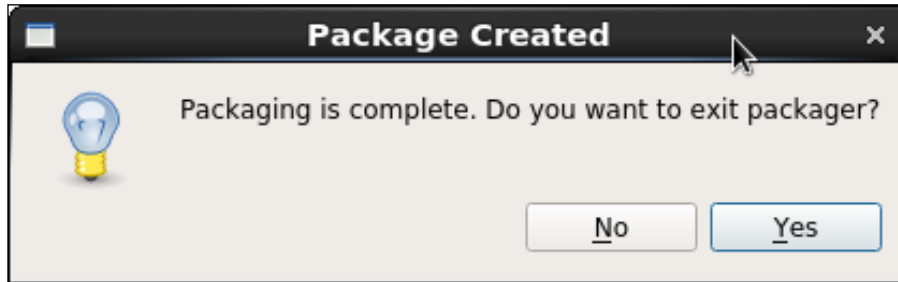 Package Created
Packaging is complete. Do you want to exit packager?
No
Yes